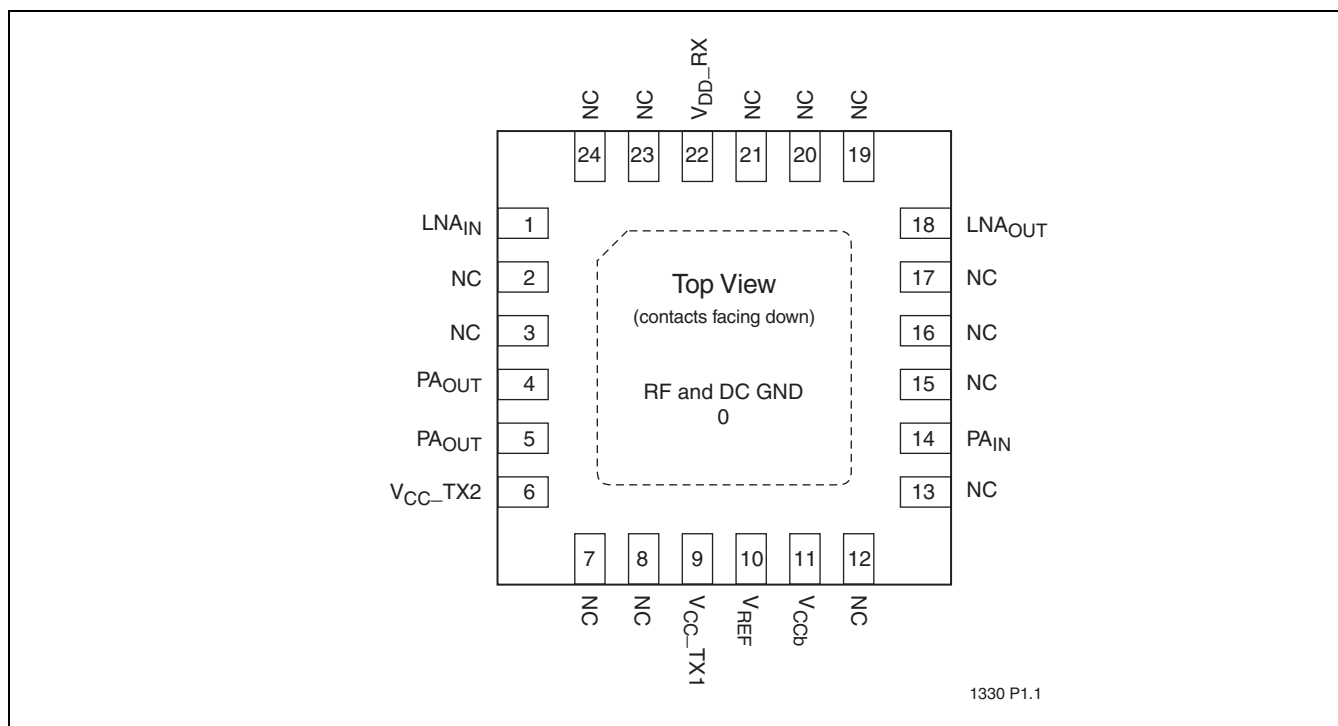 NC NC VDD_RX NC NC NC
24 23 22 21 20 19
LNAIN 1 18 LNAOUT
NC 2 17 NC
Top View
(contacts facing down)
NC 3 16 NC
PAOUT 4 15 NC
RF and DC GND
0
PAOUT 5 14 PAIN
VCC_TX2 6 13 NC
7 8 9 10 11 12
NC NC VCC_TX1 VREF VCCb NC
1330 P1.1